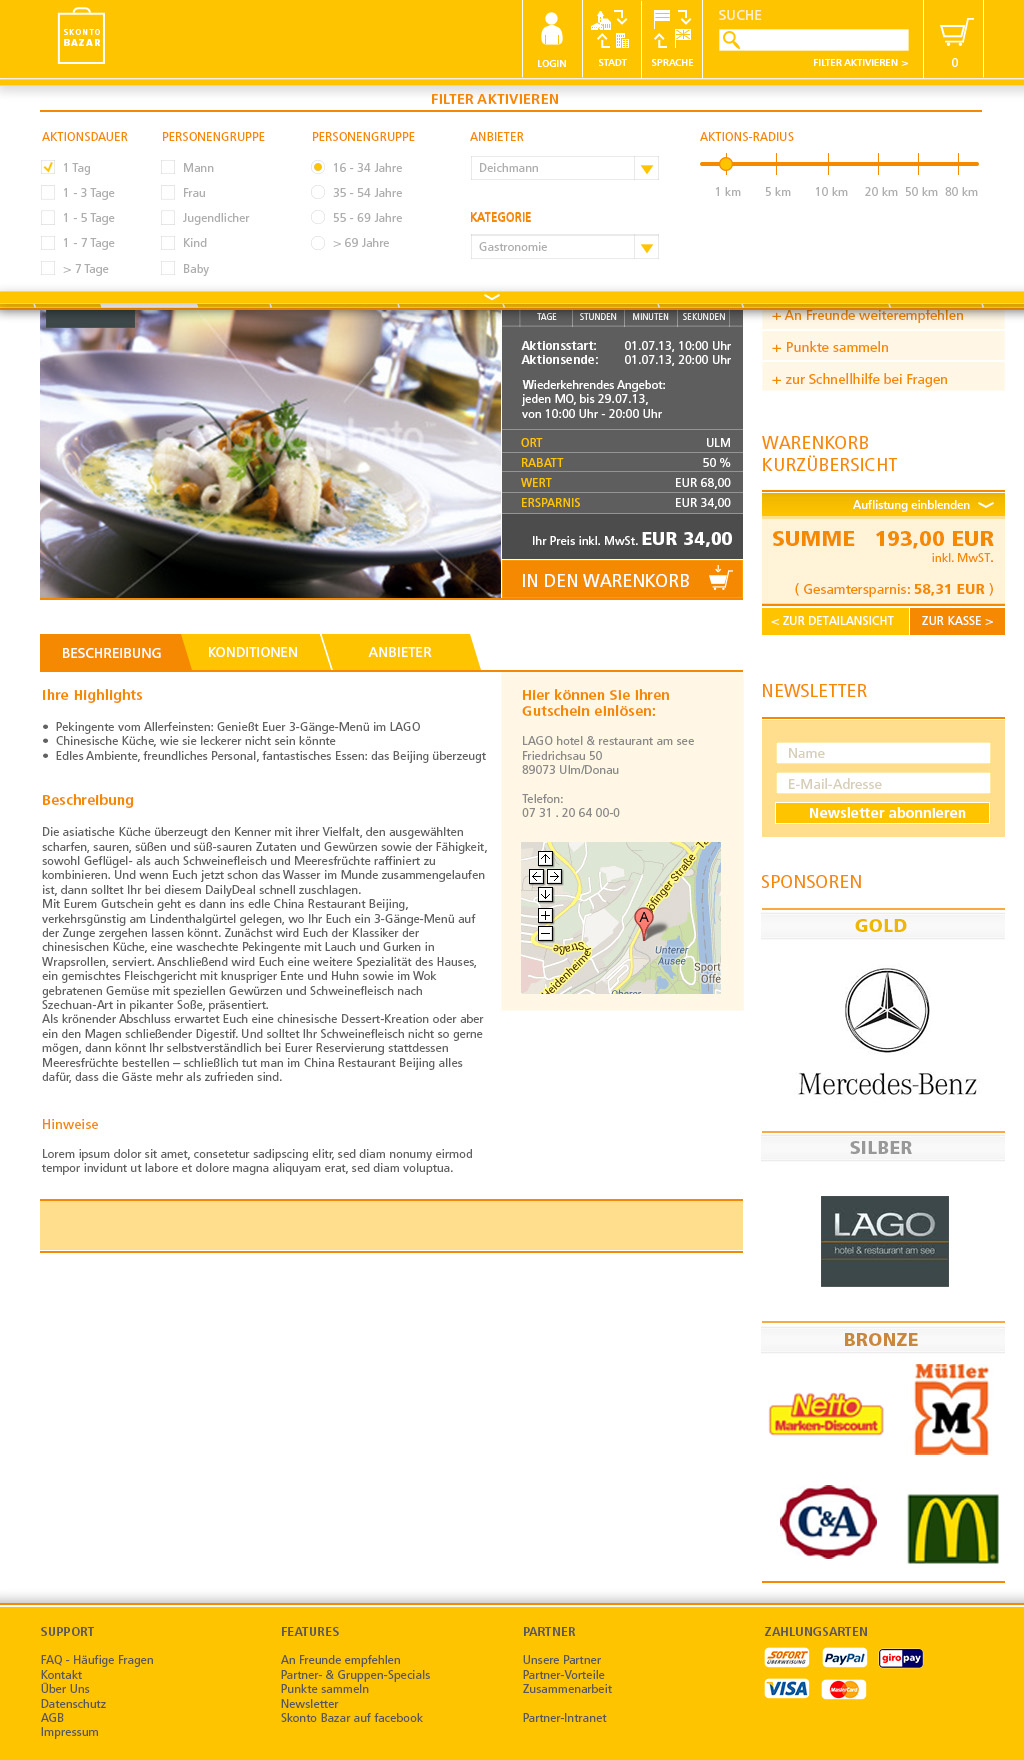 SKONTO
BAZAR
LOGIN
STADT
SPRACHE
SUCHE
FILTER AKTIVIEREN >
0
FILTER AKTIVIEREN
AKTIONSDAUER
1 Tag
1 - 3 Tage
1 - 5 Tage
1 - 7 Tage
> 7 Tage
PERSONENGRUPPE
Mann
Frau
Jugendlicher
Kind
Baby
PERSONENGRUPPE
16 - 34 Jahre
35 - 54 Jahre
55 - 69 Jahre
> 69 Jahre
ANBIETER
Deichmann
KATEGORIE
Gastronomie
AKTIONS-RADIUS
1 km 5 km 10 km 20 km 50 km 80 km
TAGE STUNDEN MINUTEN SEKUNDEN
Aktionsstart: 01.07.13, 10:00 Uhr
Aktionsende: 01.07.13, 20:00 Uhr
Wiederkehrendes Angebot:
jeden MO, bis 29.07.13,
von 10:00 Uhr - 20:00 Uhr
ORT ULM
RABATT 50 %
WERT EUR 68,00
ERSPARNIS EUR 34,00
Ihr Preis inkl. MwSt. EUR 34,00
IN DEN WARENKORB
+ An Freunde weiterempfehlen
+ Punkte sammeln
+ zur Schnellhilfe bei Fragen
WARENKORB
KURZÜBERSICHT
Auflistung einblenden
SUMME 193,00 EUR
inkl. MwST.
( Gesamtersparnis: 58,31 EUR )
< ZUR DETAILANSICHT
ZUR KASSE >
BESCHREIBUNG
KONDITIONEN
ANBIETER
Ihre Highlights
• Pekingente vom Allerfeinsten: Genießt Euer 3-Gänge-Menü im LAGO
• Chinesische Küche, wie sie leckerer nicht sein könnte
• Edles Ambiente, freundliches Personal, fantastisches Essen: das Beijing überzeugt
Beschreibung
Die asiatische Küche überzeugt den Kenner mit ihrer Vielfalt, den ausgewählten
scharfen, sauren, süßen und süß-sauren Zutaten und Gewürzen sowie der Fähigkeit,
sowohl Geflügel- als auch Schweinefleisch und Meeresfrüchte raffiniert zu
kombinieren. Und wenn Euch jetzt schon das Wasser im Munde zusammengelaufen
ist, dann solltet Ihr bei diesem DailyDeal schnell zuschlagen.
Mit Eurem Gutschein geht es dann ins edle China Restaurant Beijing,
verkehrsgünstig am Lindenthalgürtel gelegen, wo Ihr Euch ein 3-Gänge-Menü auf
der Zunge zergehen lassen könnt. Zunächst wird Euch der Klassiker der
chinesischen Küche, eine waschechte Pekingente mit Lauch und Gurken in
Wrapsrollen, serviert. Anschließend wird Euch eine weitere Spezialität des Hauses,
ein gemischtes Fleischgericht mit knuspriger Ente und Huhn sowie im Wok
gebratenen Gemüse mit speziellen Gewürzen und Schweinefleisch nach
Szechuan-Art in pikanter Soße, präsentiert.
Als krönender Abschluss erwartet Euch eine chinesische Dessert-Kreation oder aber
ein den Magen schließender Digestif. Und solltet Ihr Schweinefleisch nicht so gerne
mögen, dann könnt Ihr selbstverständlich bei Eurer Reservierung stattdessen
Meeresfrüchte bestellen – schließlich tut man im China Restaurant Beijing alles
dafür, dass die Gäste mehr als zufrieden sind.
Hinweise
Lorem ipsum dolor sit amet, consetetur sadipscing elitr, sed diam nonumy eirmod
tempor invidunt ut labore et dolore magna aliquyam erat, sed diam voluptua.
Hier können Sie Ihren
Gutschein einlösen:
LAGO hotel & restaurant am see
Friedrichsau 50
89073 Ulm/Donau
Telefon:
07 31 . 20 64 00-0
öfinger Straße
A
Unterer
Ausee
Sport
Offe
Heidenheimer
Straße
NEWSLETTER
Name
E-Mail-Adresse
Newsletter abonnieren
SPONSOREN
GOLD
Mercedes-Benz
SILBER
LAGO
hotel & restaurant am see
BRONZE
Netto
Marken-Discount
Müller
M
C&A
M
SUPPORT
FAQ - Häufige Fragen
Kontakt
Über Uns
Datenschutz
AGB
Impressum
FEATURES
An Freunde empfehlen
Partner- & Gruppen-Specials
Punkte sammeln
Newsletter
Skonto Bazar auf facebook
PARTNER
Unsere Partner
Partner-Vorteile
Zusammenarbeit
Partner-Intranet
ZAHLUNGSARTEN
SOFORT
ÜBERWEISUNG
PayPal
giropay
VISA
MasterCard